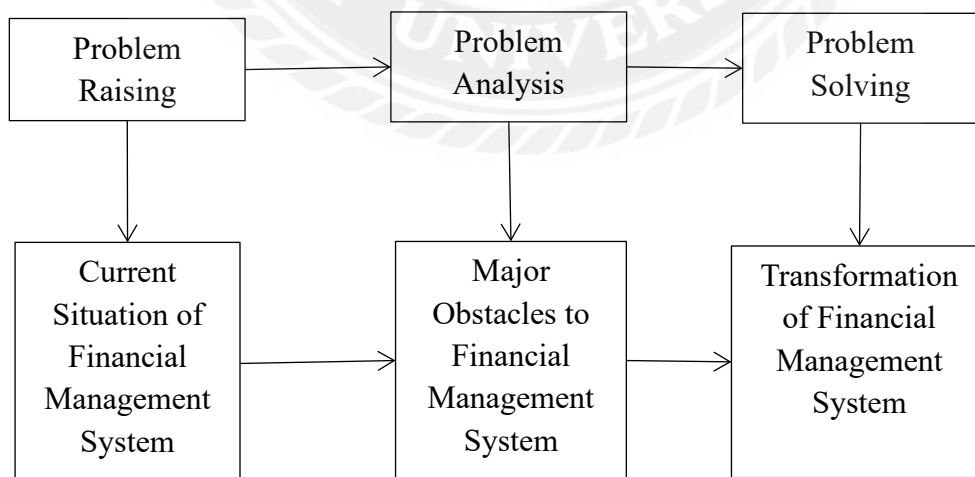 UNIVER
Problem
Raising
Problem
Analysis
Problem
Solving
Current
Situation of
Financial
Management
System
Major
Obstacles to
Financial
Management
System
Transformation
of Financial
Management
System